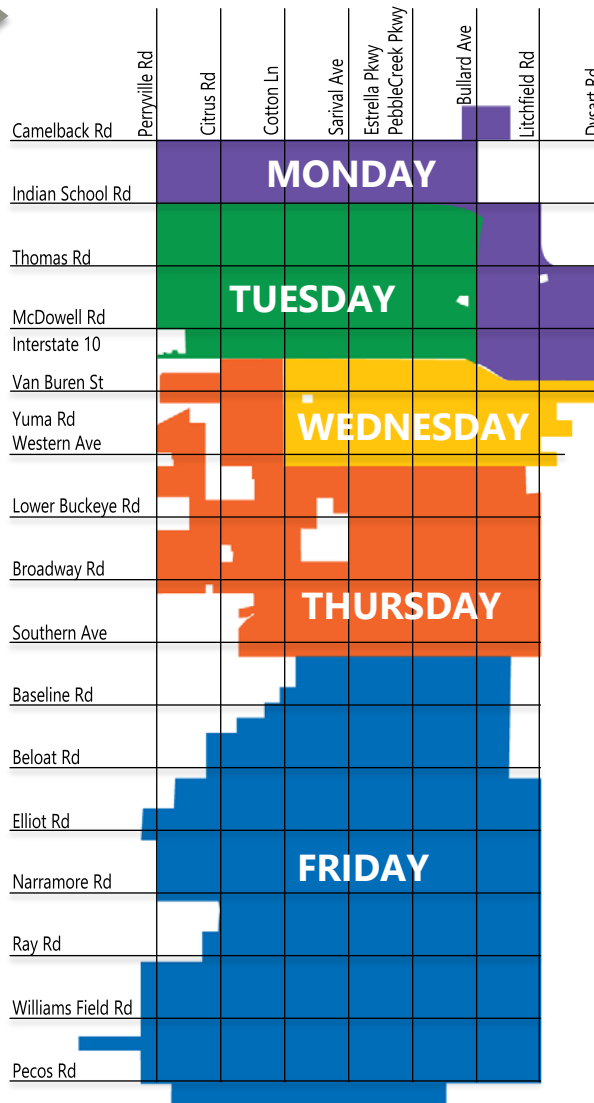 Perryville Rd
Citrus Rd
Cotton Ln
Sarival Ave
Estrella Pkwy
PebbleCreek Pkwy
Bullard Ave
Litchfield Rd
Dysart Rd
Camelback Rd
MONDAY
Indian School Rd
Thomas Rd
TUESDAY
McDowell Rd
Interstate 10
Van Buren St
Yuma Rd
WEDNESDAY
Western Ave
Lower Buckeye Rd
Broadway Rd
THURSDAY
Southern Ave
Baseline Rd
Beloat Rd
Elliot Rd
FRIDAY
Narramore Rd
Ray Rd
Williams Field Rd
Pecos Rd